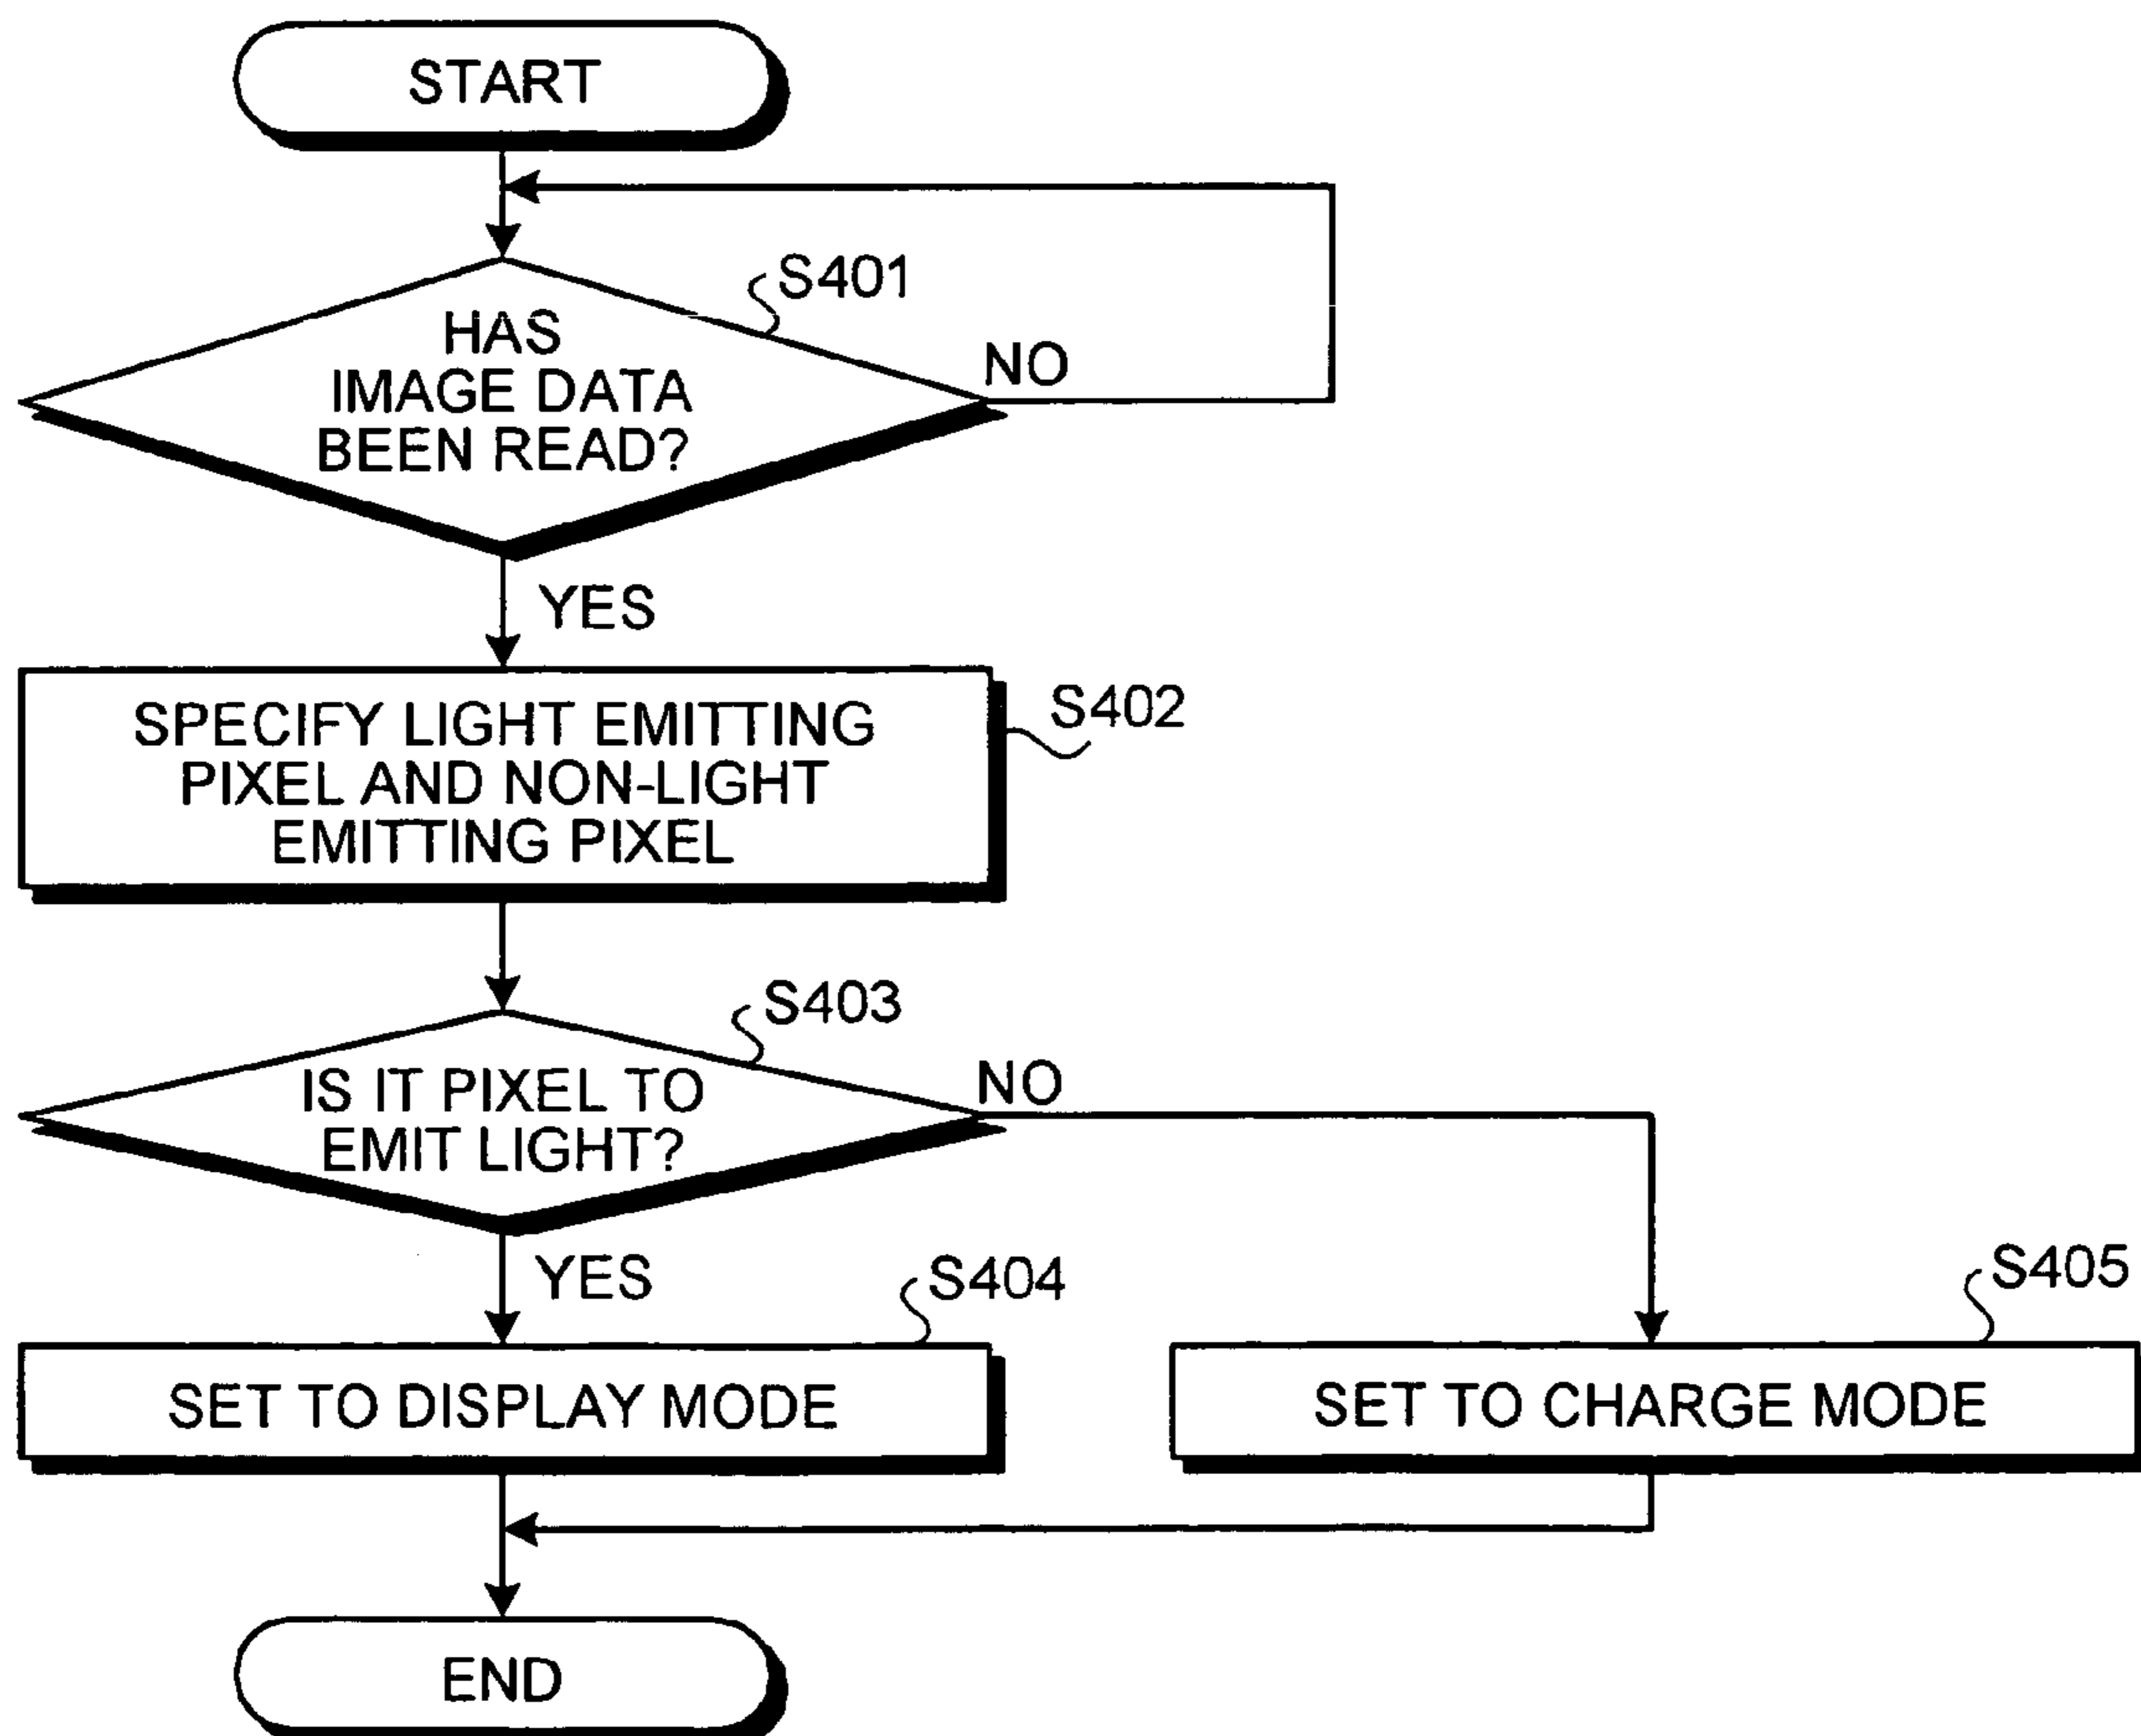 START
S401
HAS
IMAGE DATA
BEEN READ?
NO
YES
SPECIFY LIGHT EMITTING
PIXEL AND NON-LIGHT
EMITTING PIXEL
S402
S403
IS IT PIXEL TO
EMIT LIGHT?
NO
YES
S404
SET TO DISPLAY MODE
S405
SET TO CHARGE MODE
END